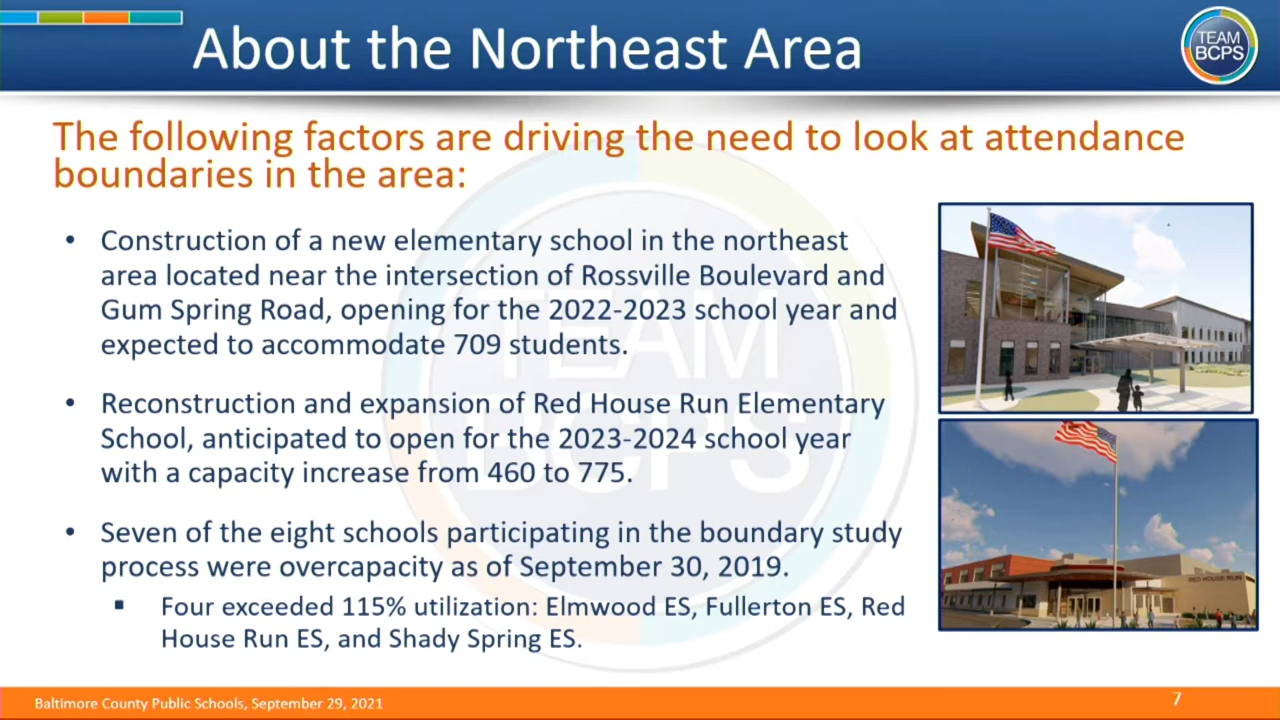 About the Northeast Area
TEAM
BCPS
The following factors are driving the need to look at attendance
boundaries in the area:
• Construction of a new elementary school in the northeast
area located near the intersection of Rossville Boulevard and
Gum Spring Road, opening for the 2022-2023 school year and
expected to accommodate 709 students.
• Reconstruction and expansion of Red House Run Elementary
School, anticipated to open for the 2023-2024 school year
with a capacity increase from 460 to 775.
• Seven of the eight schools participating in the boundary study
process were overcapacity as of September 30, 2019.
▪ Four exceeded 115% utilization: Elmwood ES, Fullerton ES, Red
House Run ES, and Shady Spring ES.
TEAM
BCPS
RED HOUSE RUN
Baltimore County Public Schools, September 29, 2021
7